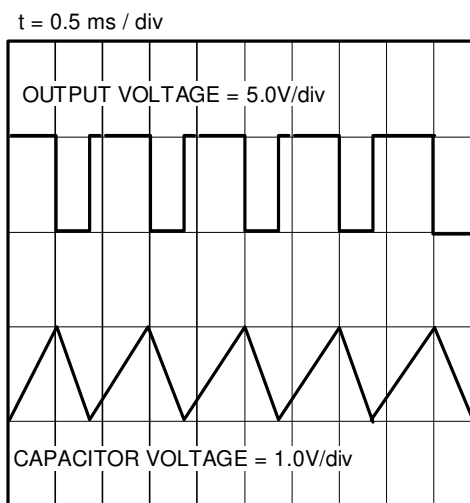 t = 0.5 ms / div
OUTPUT VOLTAGE = 5.0V/div
CAPACITOR VOLTAGE = 1.0V/div